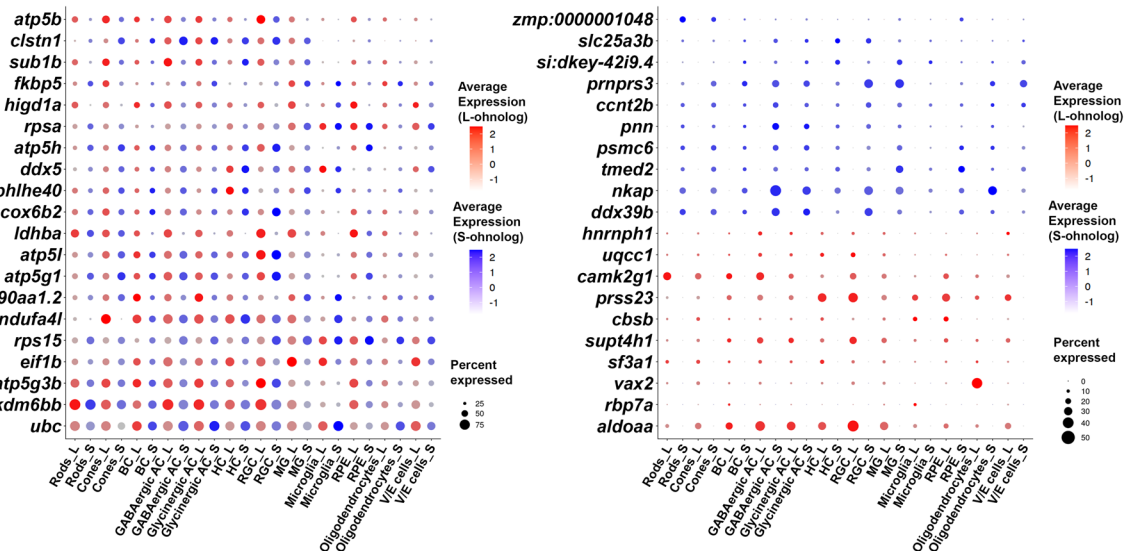 atp5b
clstn1
sub1b
fkbp5
higd1a
rpsa
atp5h
ddx5
bhlhe40
cox6b2
ldhba
atp5l
atp5g1
90aa1.2
ndufa4l
rps15
eif1b
atp5g3b
kdm6bb
ubc
Rods_L
Rods_S
Cones_L
Cones_S
BC_L
BC_S
GABAergic AC_L
GABAergic AC_S
Glycinergic AC_L
Glycinergic AC_S
HC_L
HC_S
RGC_L
RGC_S
MG_L
MG_S
Microglia_L
Microglia_S
RPE_L
RPE_S
Oligodendrocytes_L
Oligodendrocytes_S
V/E cells_L
V/E cells_S
Average
Expression
(L-ohnolog)
2
1
0
-1
Average
Expression
(S-ohnolog)
2
1
0
-1
Percent
expressed
25
50
75
zmp:0000001048
slc25a3b
si:dkey-42i9.4
prnprs3
ccnt2b
pnn
psmc6
tmed2
nkap
ddx39b
hnrnph1
uqcc1
camk2g1
prss23
cbsb
supt4h1
sf3a1
vax2
rbp7a
aldoaa
Rods_L
Rods_S
Cones_L
Cones_S
BC_L
BC_S
GABAergic AC_L
GABAergic AC_S
Glycinergic AC_L
Glycinergic AC_S
HC_L
HC_S
RGC_L
RGC_S
MG_L
MG_S
Microglia_L
Microglia_S
RPE_L
RPE_S
Oligodendrocytes_L
Oligodendrocytes_S
V/E cells_L
V/E cells_S
Average
Expression
(L-ohnolog)
2
1
0
-1
Average
Expression
(S-ohnolog)
2
1
0
-1
Percent
expressed
0
10
20
30
40
50